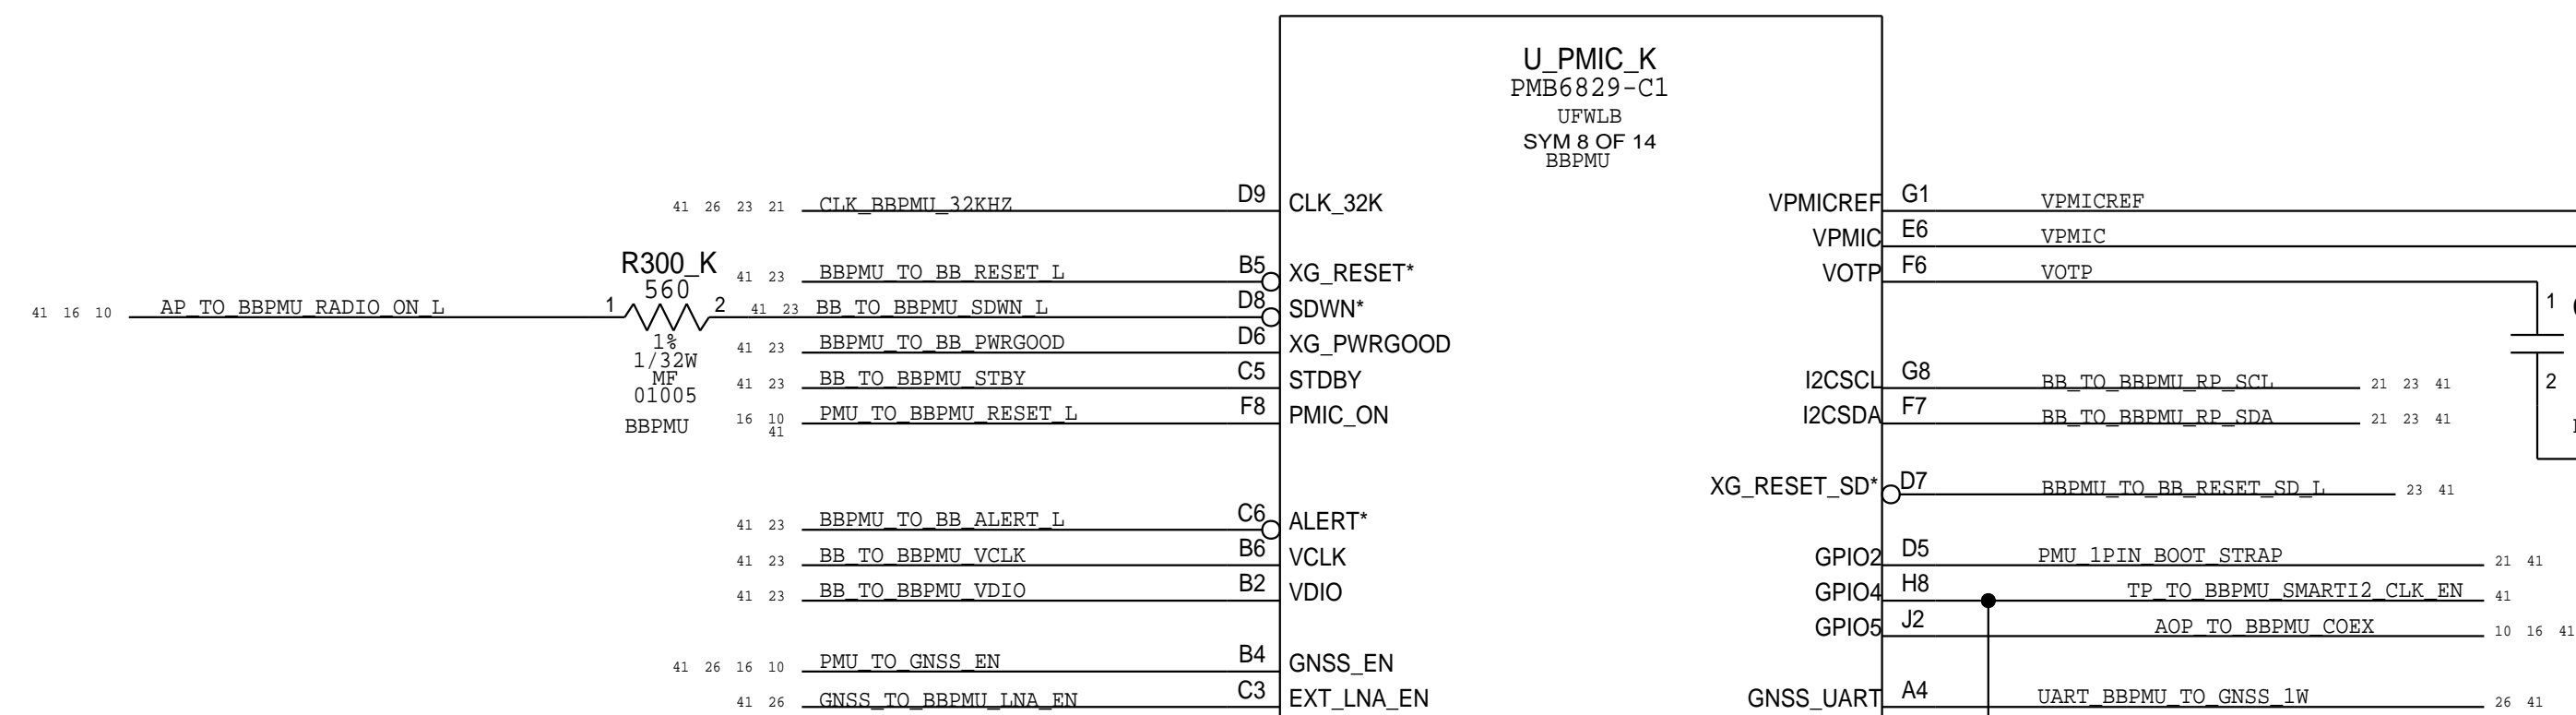 U_PMIC_K
PMB6829-C1
UFWLB
SYM 8 OF 14
BBPMU
41 26 23 21 CLK_BBPMU_32KHZ D9 CLK_32K
VPMICREF G1 VPMICREF
VPMIC E6 VPMIC
R300_K
560
41 23 BBPMU_TO_BB_RESET_L B5 XG_RESET*
VOTP F6 VOTP
41 16 10 AP_TO_BBPMU_RADIO_ON_L 1 2 41 23 BB_TO_BBPMU_SDWN_L D8 SDWN*
1
1%
1/32W
MF
01005
BBPMU
41 23 BBPMU_TO_BB_PWRGOOD D6 XG_PWRGOOD
41 23 BB_TO_BBPMU_STBY C5 STDBY
I2CSCL G8 BB_TO_BBPMU_RP_SCL 21 23 41
2
16 10 PMU_TO_BBPMU_RESET_L F8 PMIC_ON
41
I2CSDA F7 BB_TO_BBPMU_RP_SDA 21 23 41
XG_RESET_SD* D7 BBPMU_TO_BB_RESET_SD_L 23 41
41 23 BBPMU_TO_BB_ALERT_L C6 ALERT*
41 23 BB_TO_BBPMU_VCLK B6 VCLK
GPIO2 D5 PMU_1PIN_BOOT_STRAP 21 41
41 23 BB_TO_BBPMU_VDIO B2 VDIO
GPIO4 H8 TP_TO_BBPMU_SMARTI2_CLK_EN 41
GPIO5 J2 AOP_TO_BBPMU_COEX 10 16 41
41 26 16 10 PMU_TO_GNSS_EN B4 GNSS_EN
41 26 GNSS_TO_BBPMU_LNA_EN C3 EXT_LNA_EN
GNSS_UART A4 UART_BBPMU_TO_GNSS_1W 26 41